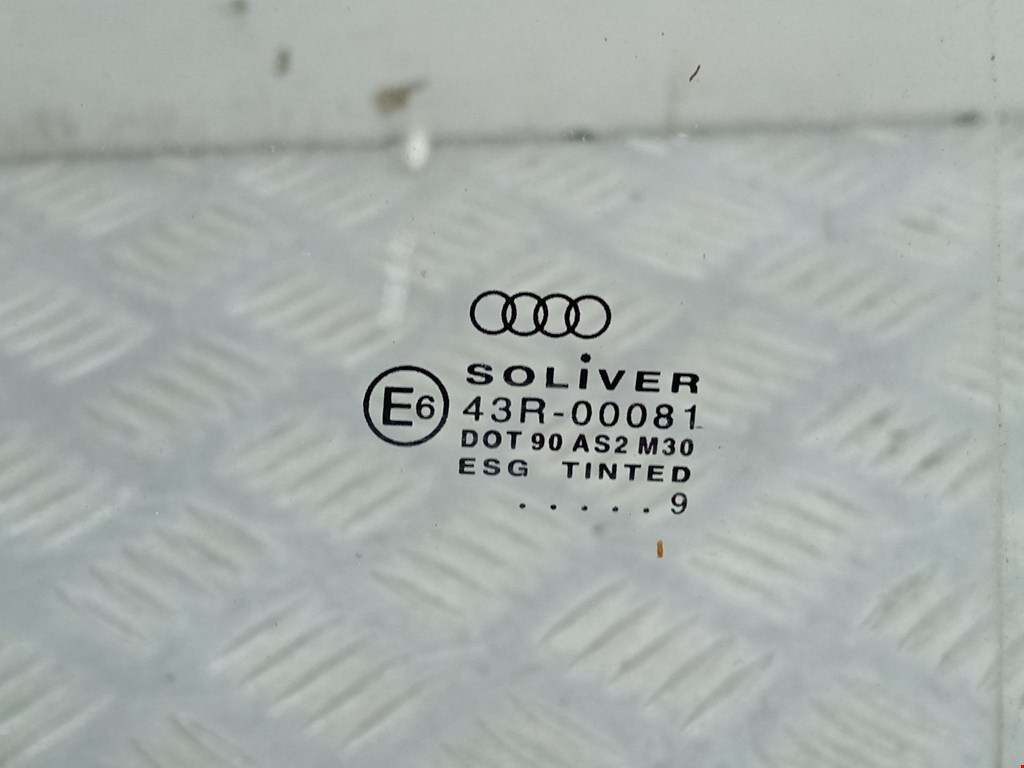 SOLiVER
E6 43R-00081
DOT 90 AS2 M30
ESG TINTED
. . . . . 9